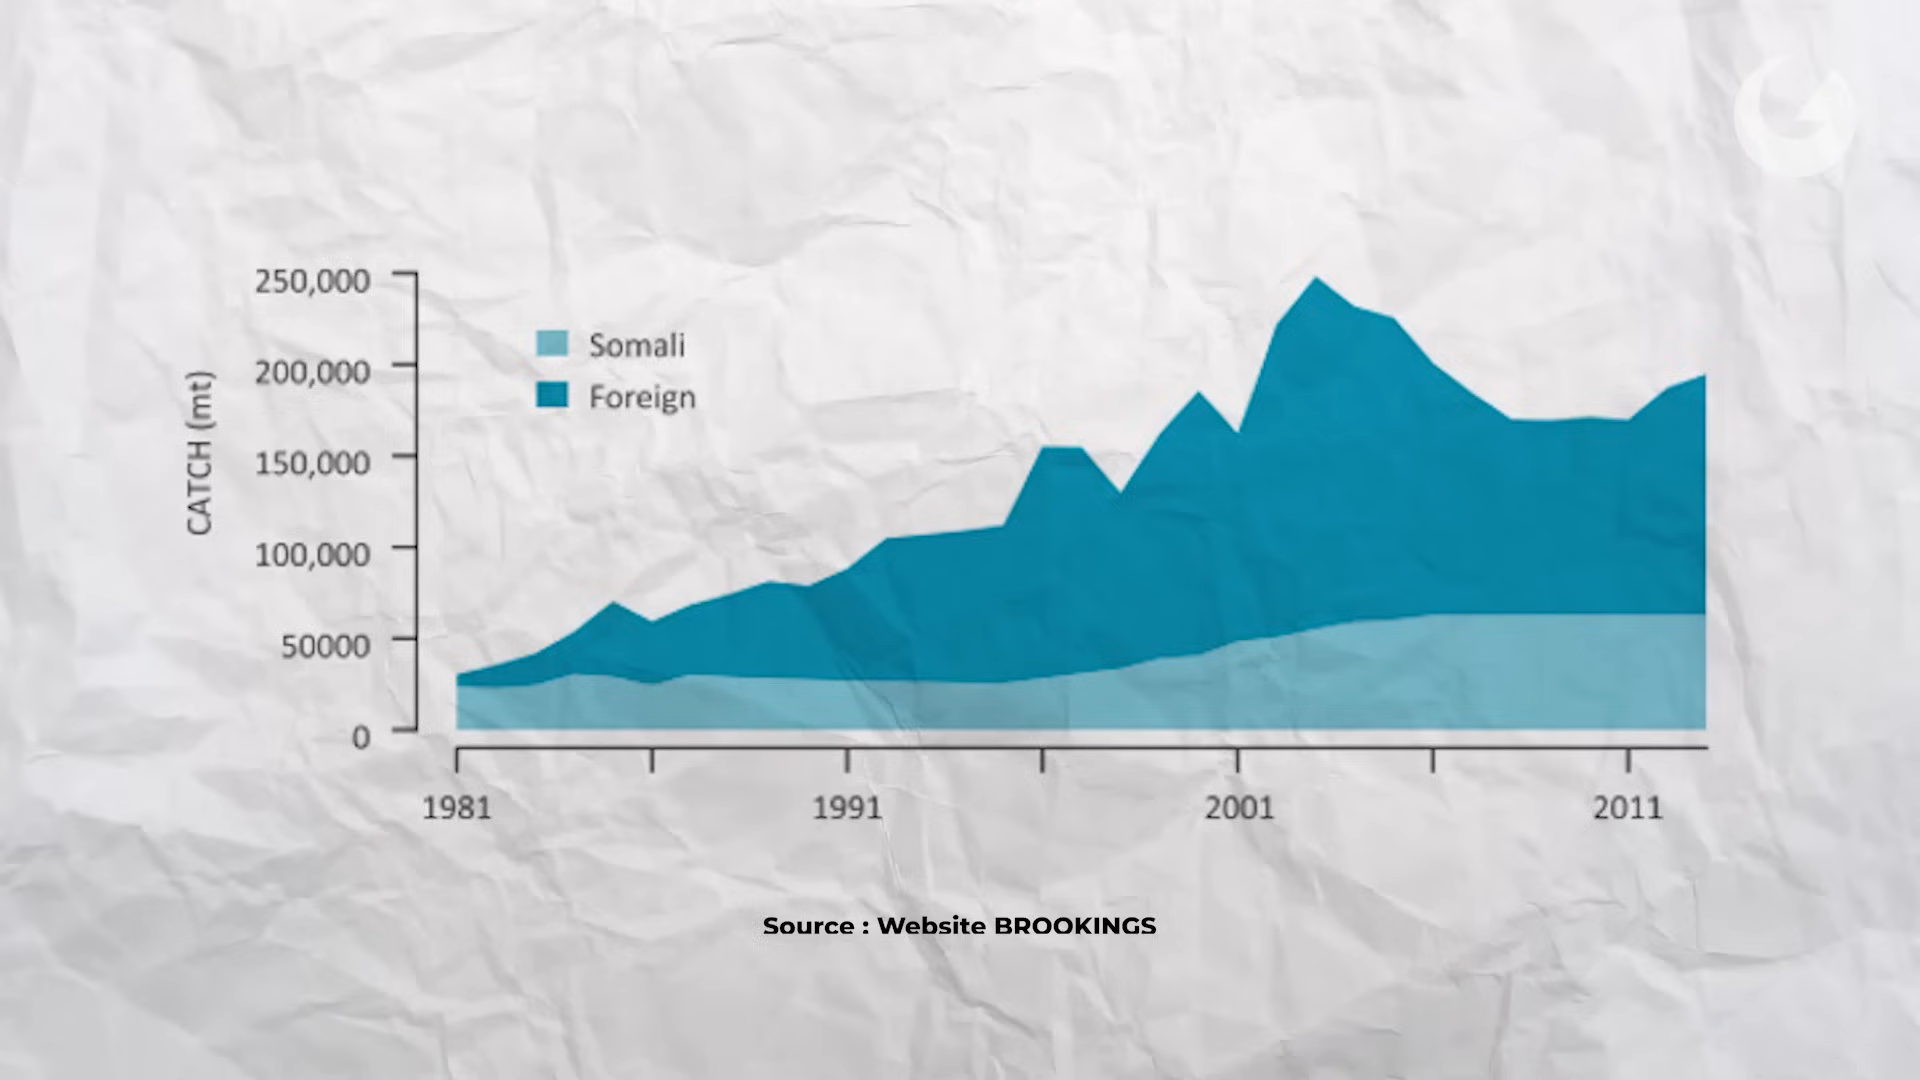 250,000
200,000
150,000
100,000
50000
0
CATCH (mt)
Somali
Foreign
1981
1991
2001
2011
Source : Website BROOKINGS